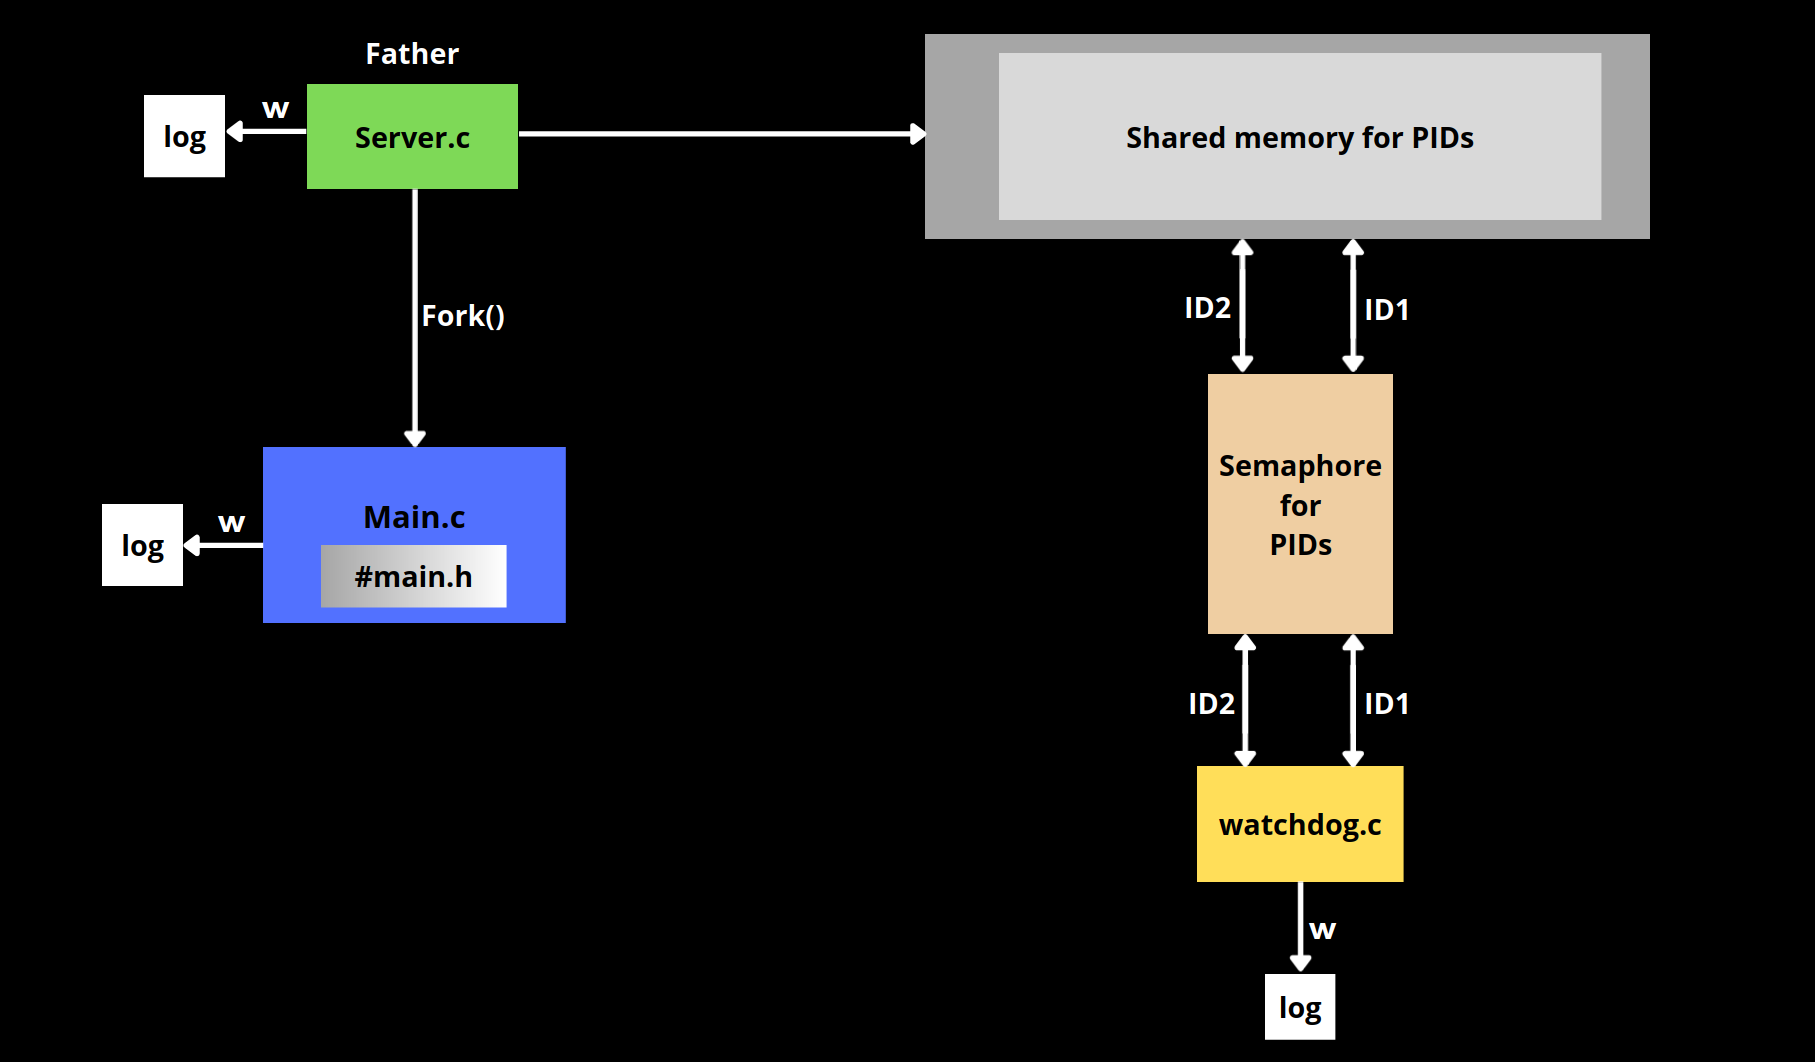 Father
log
w
Server.c
Shared memory for PIDs
Fork()
ID2
ID1
Main.c
#main.h
log
w
Semaphore
for
PIDs
ID2
ID1
watchdog.c
w
log